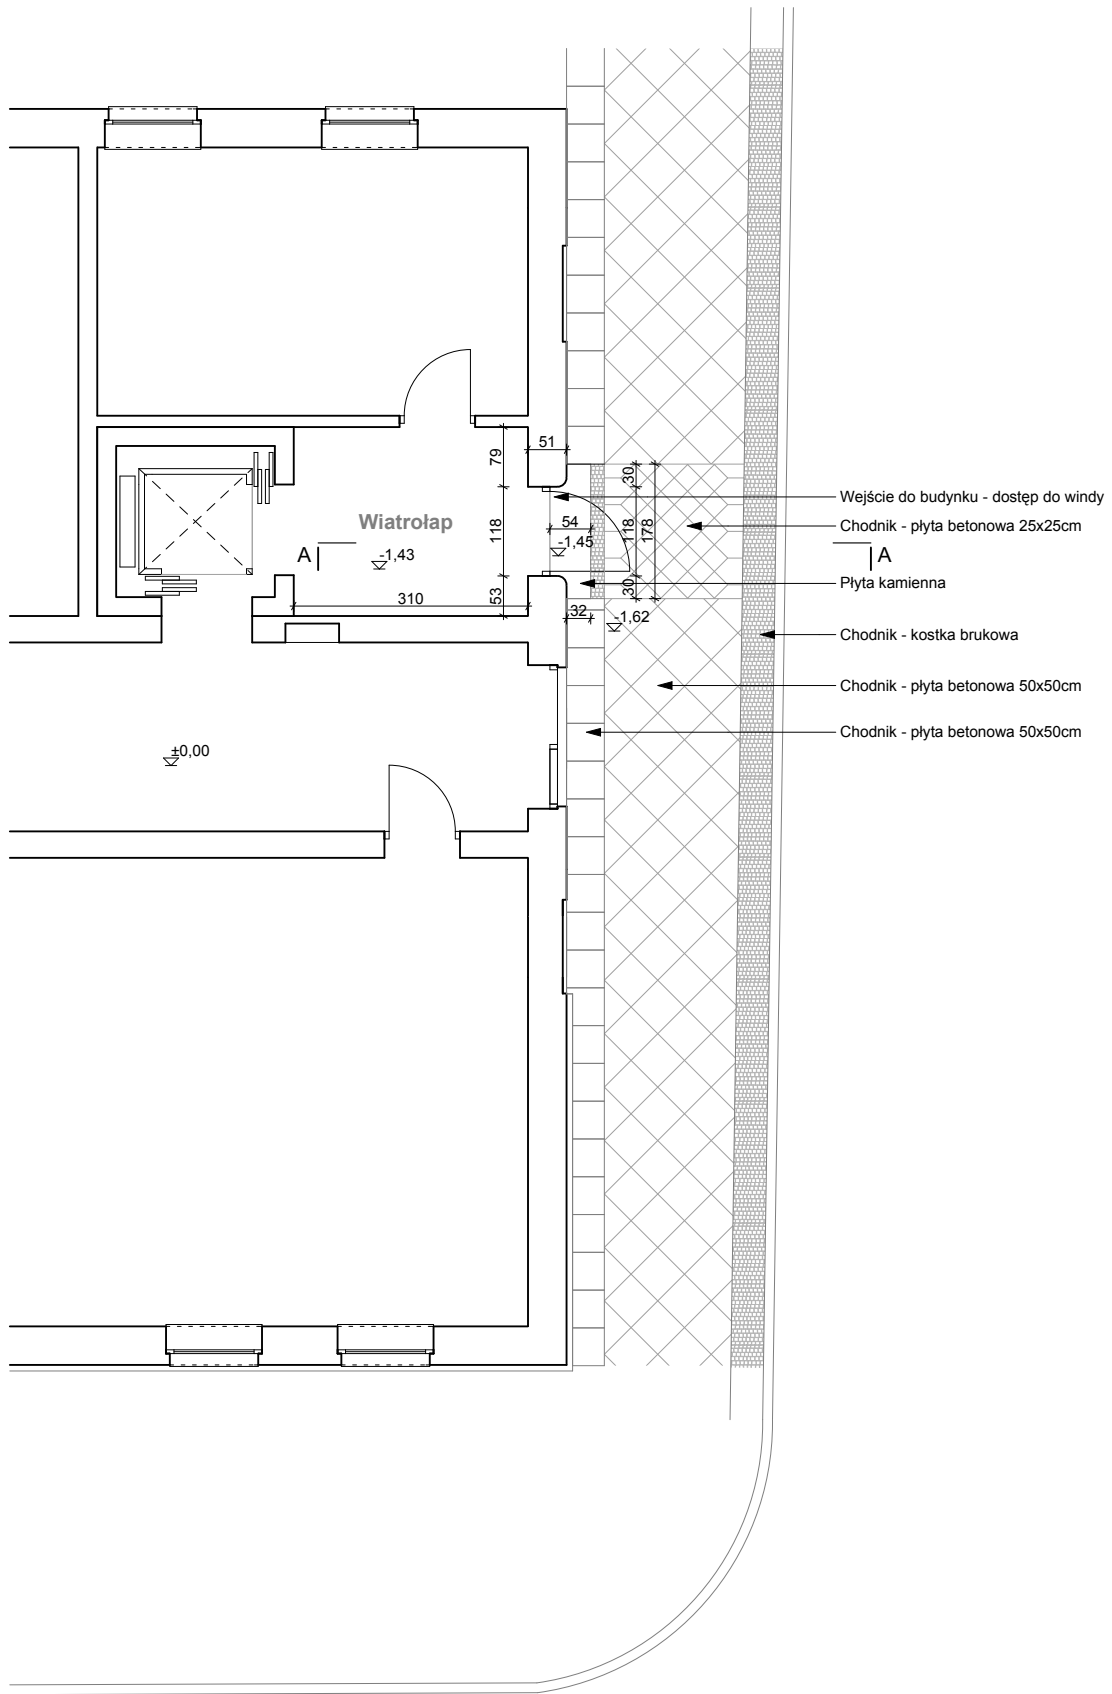 51
79
30
Wejście do budynku - dostęp do windy
Wiatrołap
118
54
118
178
Chodnik - płyta betonowa 25x25cm
A
-1,43
-1,45
A
Płyta kamienna
310
53
30
32
-1,62
Chodnik - kostka brukowa
Chodnik - płyta betonowa 50x50cm
Chodnik - płyta betonowa 50x50cm
±0,00